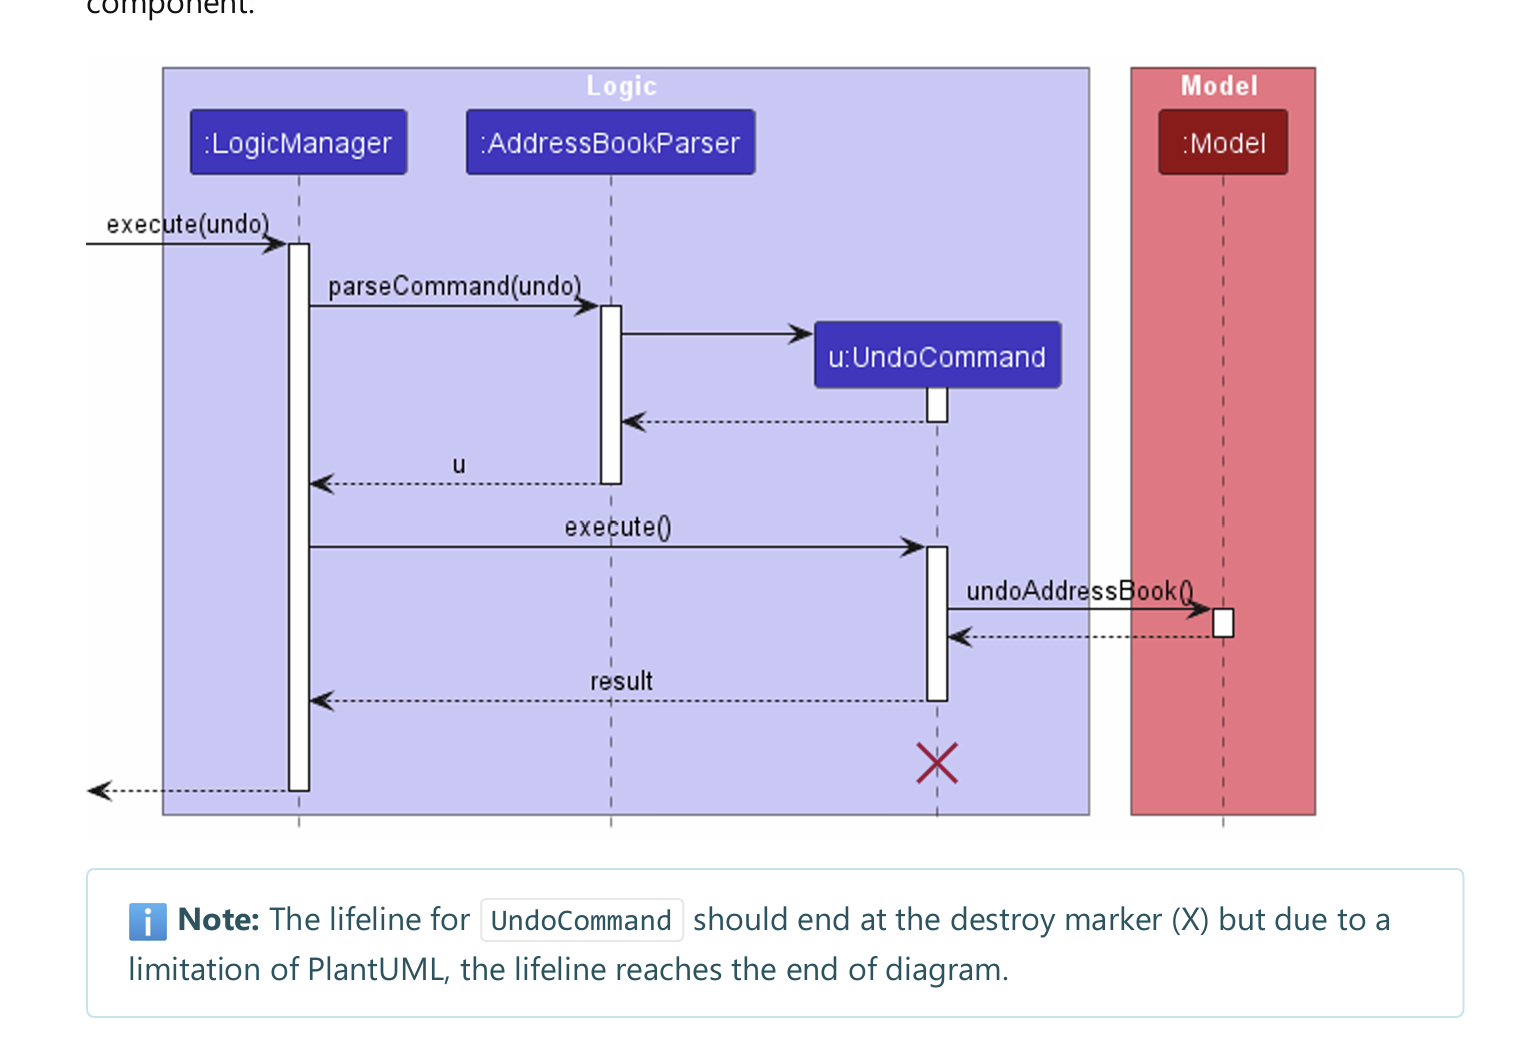 component.
Logic
Model
:LogicManager
:AddressBookParser
:Model
execute(undo)
parseCommand(undo)
u:UndoCommand
u
execute()
undoAddressBook()
result
Note: The lifeline for UndoCommand should end at the destroy marker (X) but due to a
limitation of PlantUML, the lifeline reaches the end of diagram.